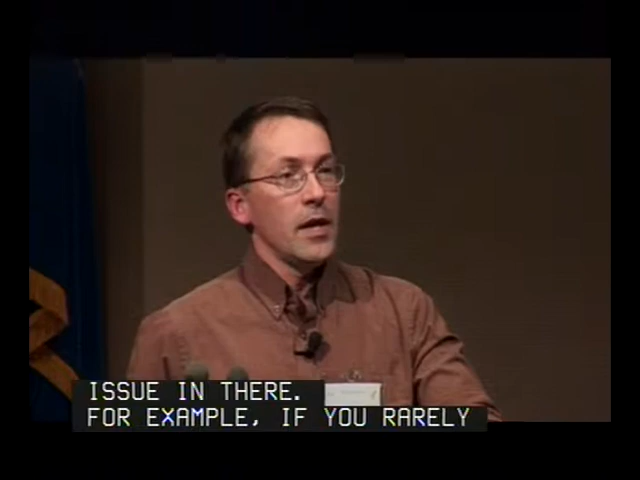 ISSUE IN THERE.
FOR EXAMPLE, IF YOU RARELY